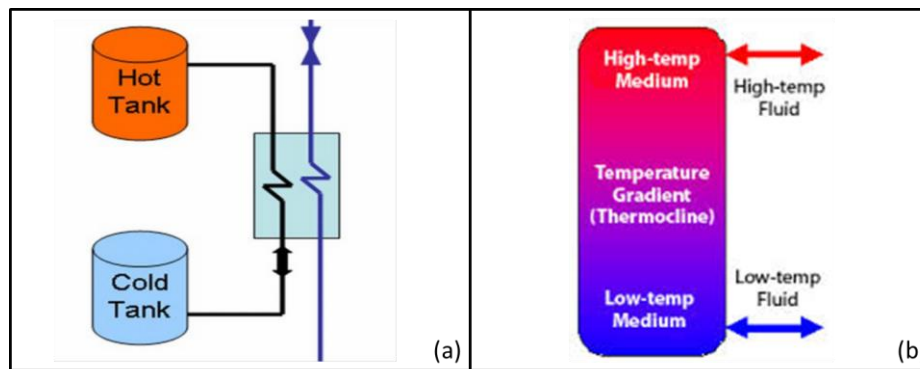 Hot
Tank
Cold
Tank
(a)
High-temp
Medium
High-temp
Fluid
Temperature
Gradient
(Thermocline)
Low-temp
Fluid
Low-temp
Medium
(b)